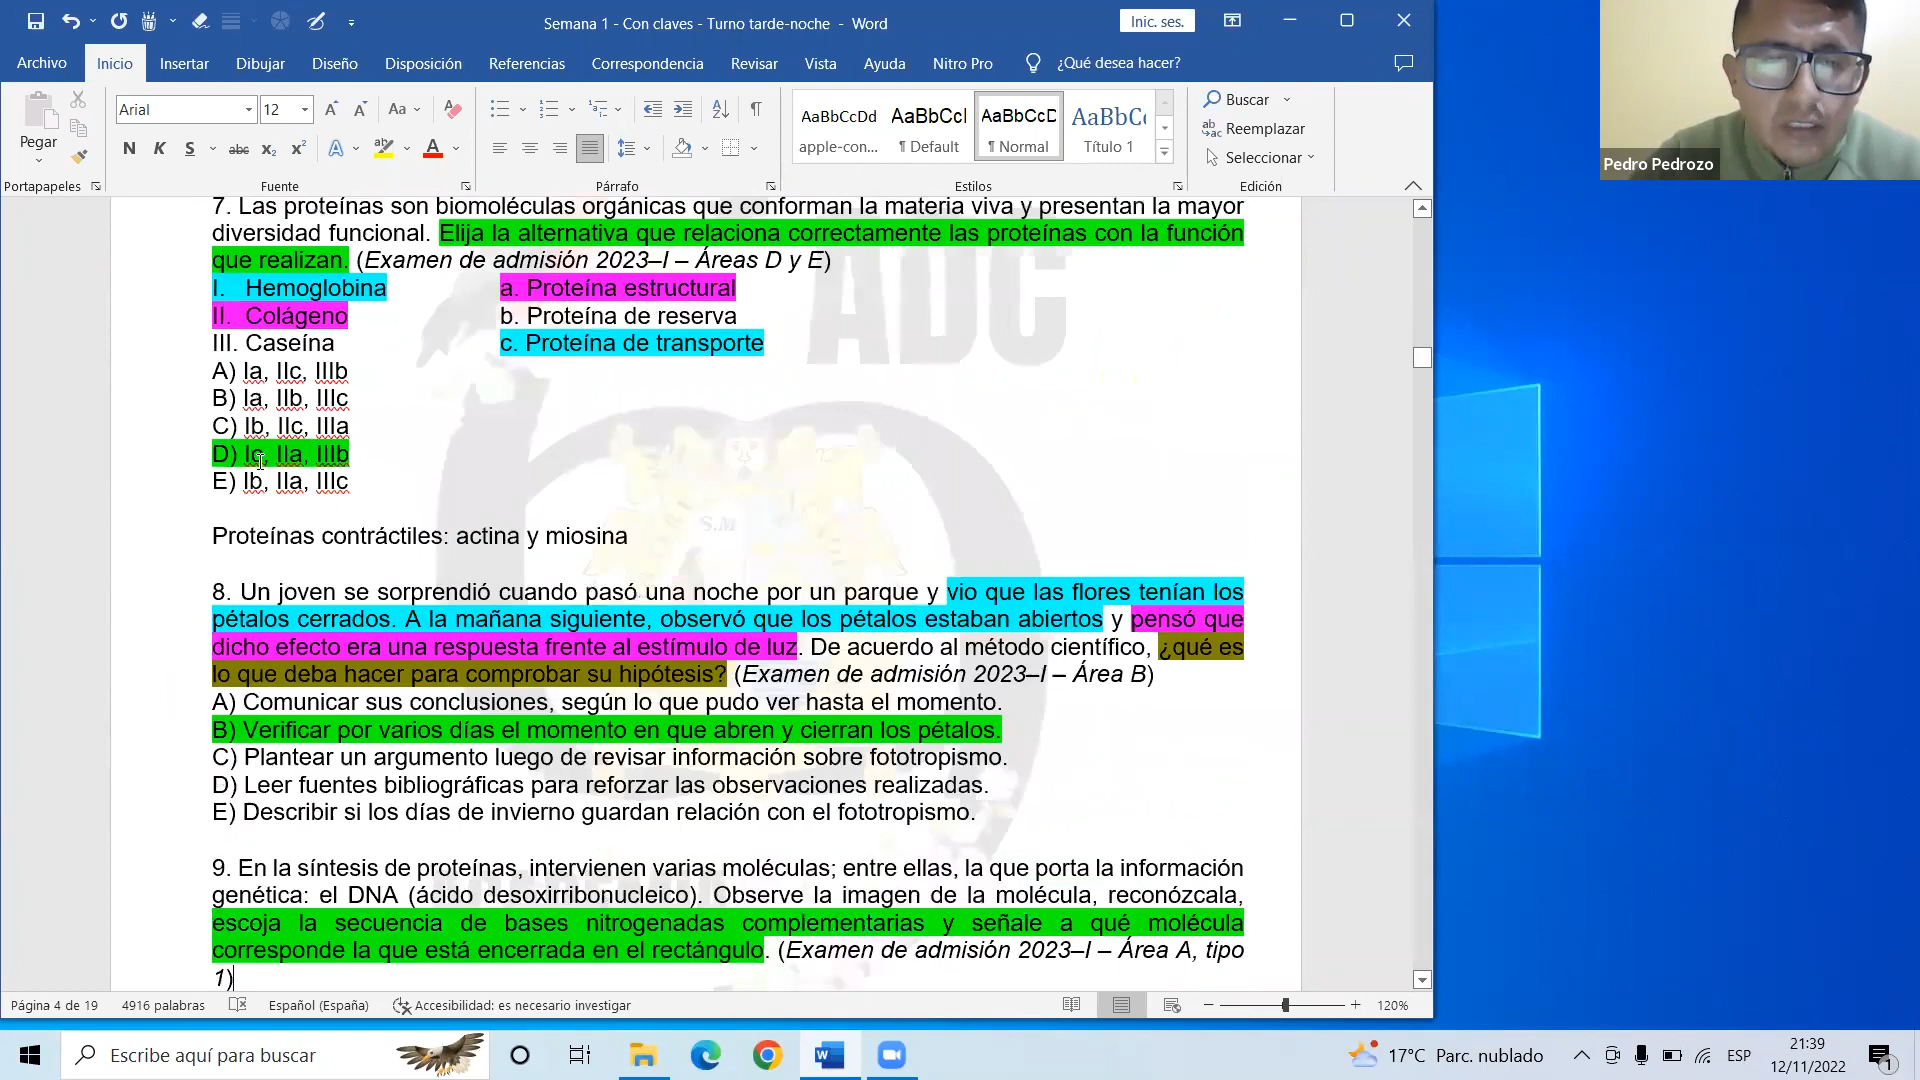 Semana 1 - Con claves - Turno tarde-noche - Word
Inic. ses.
Archivo Inicio Insertar Dibujar Diseño Disposición Referencias Correspondencia Revisar Vista Ayuda Nitro Pro ¿Qué desea hacer?
Pegar
Arial 12 Aa
N K S abc x₂ x² A ab A
AaBbCcDd AaBbCcI AaBbCcD AaBbCc
apple-con... ¶ Default ¶ Normal Título 1
Buscar
Reemplazar
Seleccionar
Portapapeles Fuente Párrafo Estilos Edición
Pedro Pedrozo
7. Las proteínas son biomoléculas orgánicas que conforman la materia viva y presentan la mayor
diversidad funcional. Elija la alternativa que relaciona correctamente las proteínas con la función
que realizan. (Examen de admisión 2023–I – Áreas D y E)
I. Hemoglobina a. Proteína estructural
II. Colágeno b. Proteína de reserva
III. Caseína c. Proteína de transporte
A) Ia, IIc, IIIb
B) Ia, IIb, IIIc
C) Ib, IIc, IIIa
D) Ic, IIa, IIIb
E) Ib, IIa, IIIc
Proteínas contráctiles: actina y miosina
8. Un joven se sorprendió cuando pasó una noche por un parque y vio que las flores tenían los
pétalos cerrados. A la mañana siguiente, observó que los pétalos estaban abiertos y pensó que
dicho efecto era una respuesta frente al estímulo de luz. De acuerdo al método científico, ¿qué es
lo que deba hacer para comprobar su hipótesis? (Examen de admisión 2023–I – Área B)
A) Comunicar sus conclusiones, según lo que pudo ver hasta el momento.
B) Verificar por varios días el momento en que abren y cierran los pétalos.
C) Plantear un argumento luego de revisar información sobre fototropismo.
D) Leer fuentes bibliográficas para reforzar las observaciones realizadas.
E) Describir si los días de invierno guardan relación con el fototropismo.
9. En la síntesis de proteínas, intervienen varias moléculas; entre ellas, la que porta la información
genética: el DNA (ácido desoxirribonucleico). Observe la imagen de la molécula, reconózcala,
escoja la secuencia de bases nitrogenadas complementarias y señale a qué molécula
corresponde la que está encerrada en el rectángulo. (Examen de admisión 2023–I – Área A, tipo
1)
ADC
S.M
Página 4 de 19 4916 palabras Español (España) Accesibilidad: es necesario investigar 120%
Escribe aquí para buscar
17°C Parc. nublado ESP
21:39
12/11/2022
1